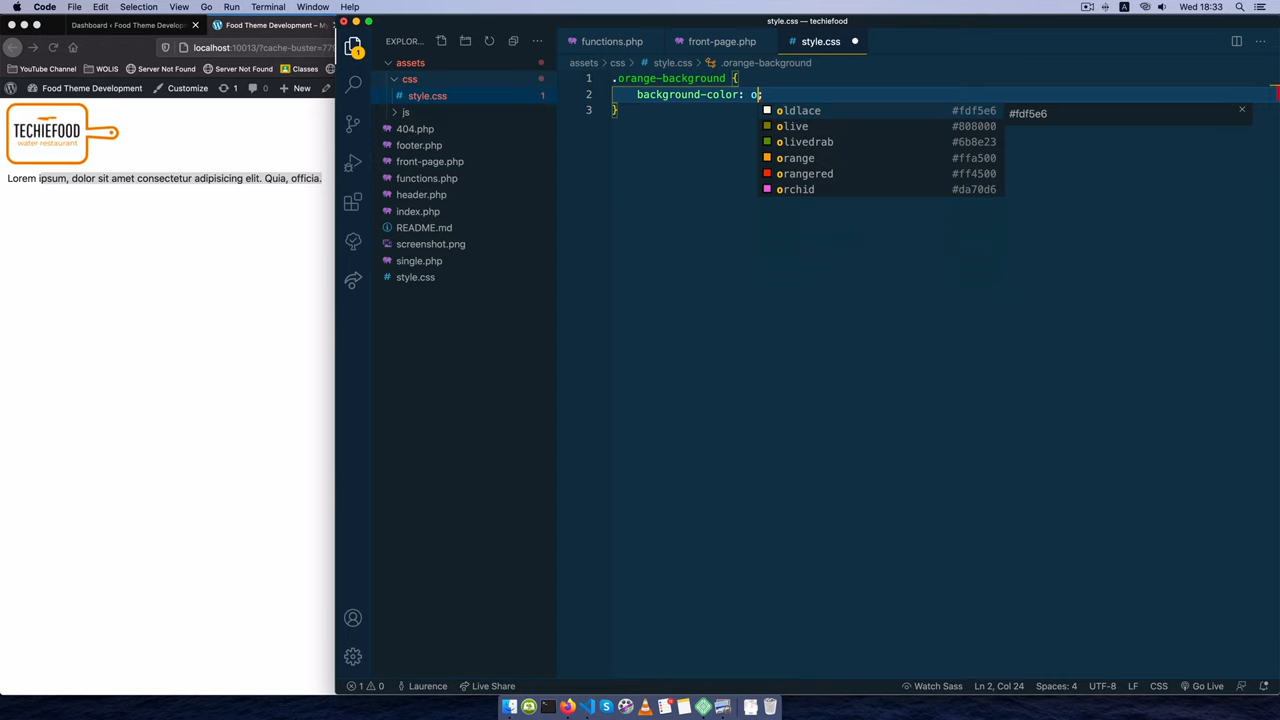 Code File Edit Selection View Go Run Terminal Window Help
A Wed 18:33
Dashboard ‹ Food Theme Develop
Food Theme Development – My
style.css — techiefood
localhost:10013/?cache-buster=779
YouTube Channel WOLIS Server Not Found Server Not Found Classes
Food Theme Development Customize 1 0 New
TECHIEFOOD
water restaurant
Lorem ipsum, dolor sit amet consectetur adipisicing elit. Quia, officia.
EXPLOR...
1
assets
css
style.css 1
js
404.php
footer.php
front-page.php
functions.php
header.php
index.php
README.md
screenshot.png
single.php
style.css
functions.php front-page.php style.css
assets › css › style.css › .orange-background
1 .orange-background {
2 background-color: o;
3 }
oldlace #fdf5e6
olive #808000
olivedrab #6b8e23
orange #ffa500
orangered #ff4500
orchid #da70d6
#fdf5e6
1 0 Laurence Live Share
Watch Sass Ln 2, Col 24 Spaces: 4 UTF-8 LF CSS Go Live